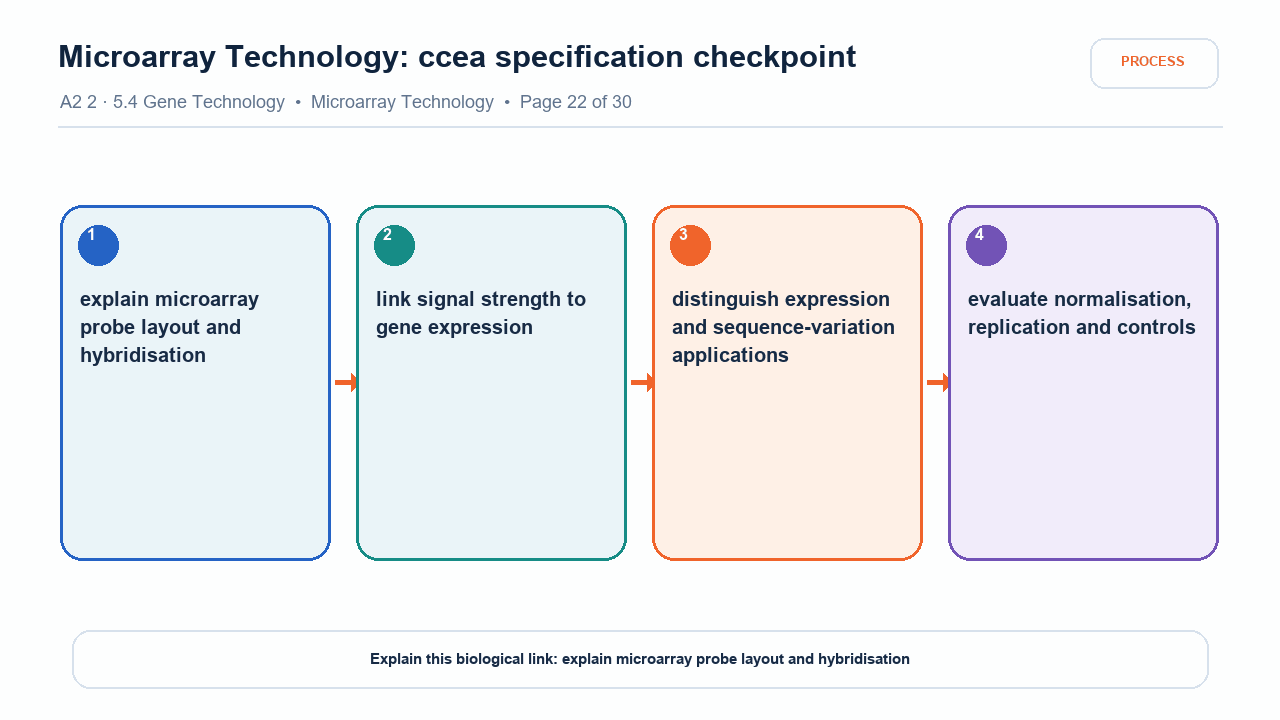 Microarray Technology: ccea specification checkpoint
PROCESS
A2 2 · 5.4 Gene Technology • Microarray Technology • Page 22 of 30
1
explain microarray
probe layout and
hybridisation
2
link signal strength to
gene expression
3
distinguish expression
and sequence-variation
applications
4
evaluate normalisation,
replication and controls
Explain this biological link: explain microarray probe layout and hybridisation